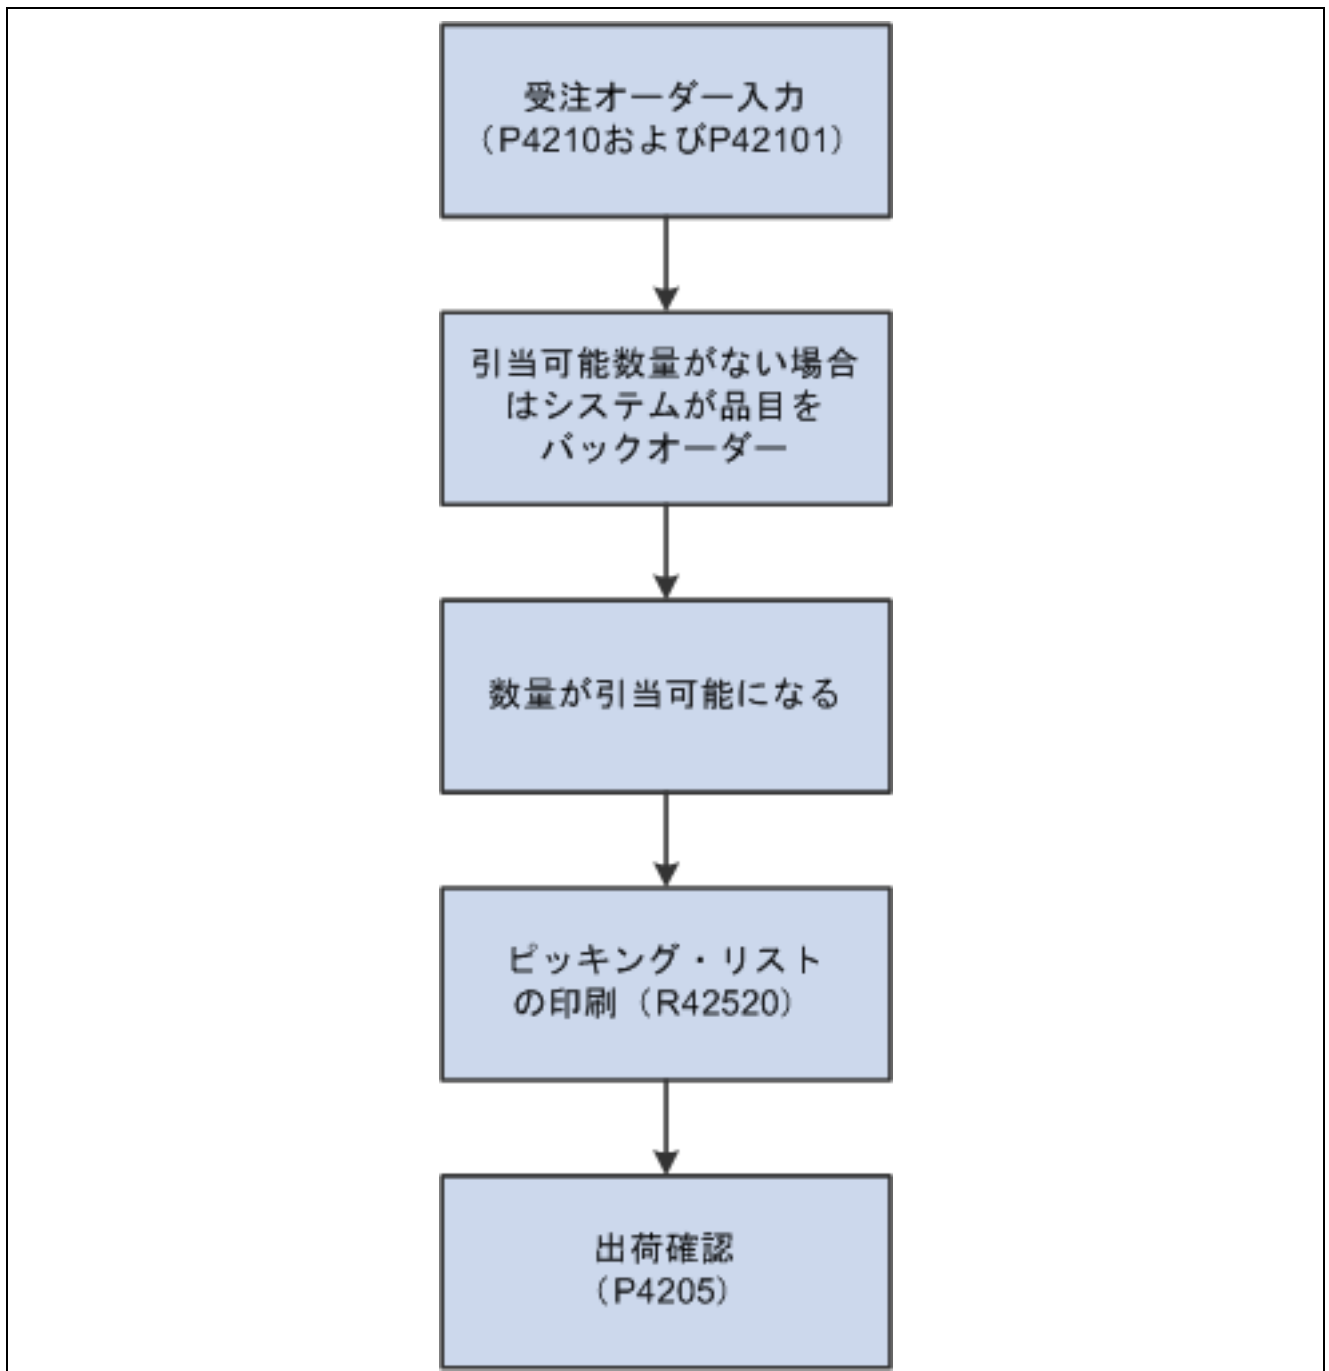 受注オーダー入力
（P4210およびP42101）
引当可能数量がない場合
はシステムが品目を
バックオーダー
数量が引当可能になる
ピッキング・リスト
の印刷（R42520）
出荷確認
（P4205）